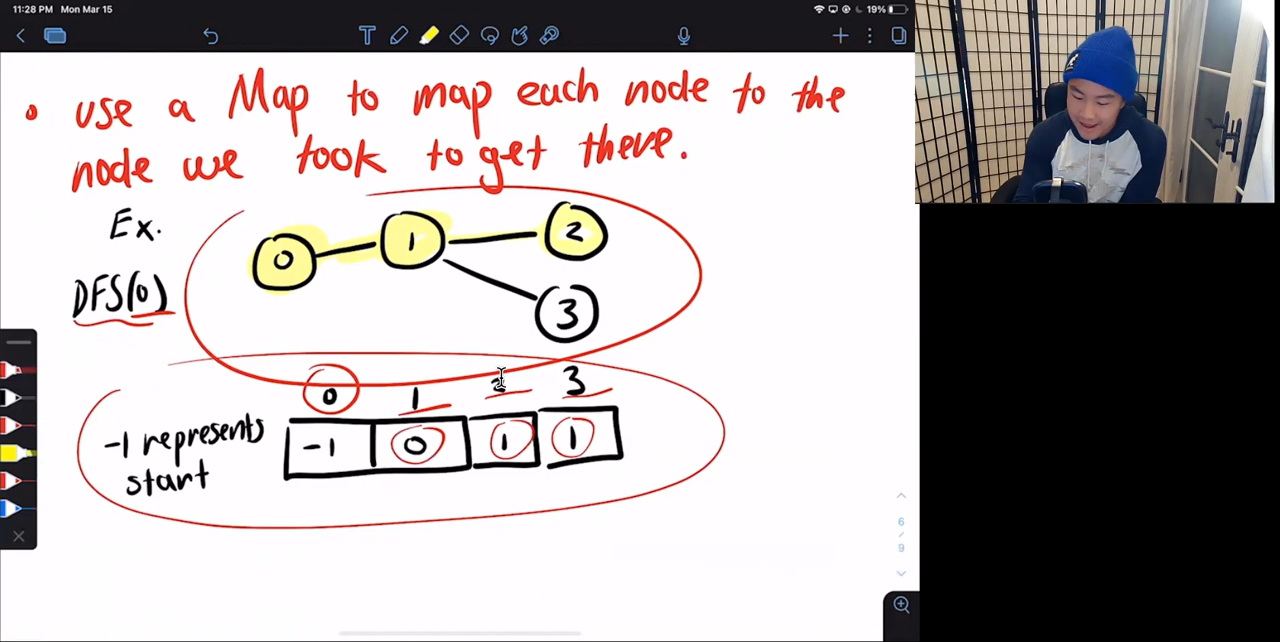 11:28 PM Mon Mar 15
19%
T
• use a Map to map each node to the
node we took to get there.
Ex.
0 1 2
DFS(0)
3
0 1 2 3
-1 represents
start
-1 0 1 1
6
/
9